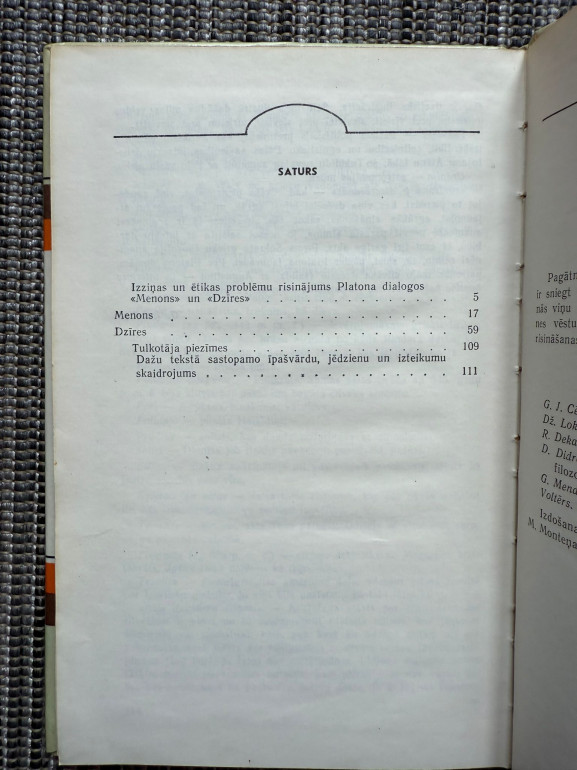 SATURS
Izziņas un ētikas problēmu risinājums Platona dialogos
«Menons» un «Dzīres» . . . . . . . . . . . . . . 5
Menons . . . . . . . . . . . . . . . . . 17
Dzīres . . . . . . . . . . . . . . . . . 59
Tulkotāja piezīmes . . . . . . . . . . . . . 109
Dažu tekstā sastopamo īpašvārdu, jēdzienu un izteikumu
skaidrojums . . . . . . . . . . . . . . . 111
Pagātn
ir sniegt
nās viņu
nes vēstu
risināšanas
G. J. Cē
Dž. Lok
R. Deka
D. Didr
filozo
G. Mend
Voltērs.
Izdošana
M. Monteņa